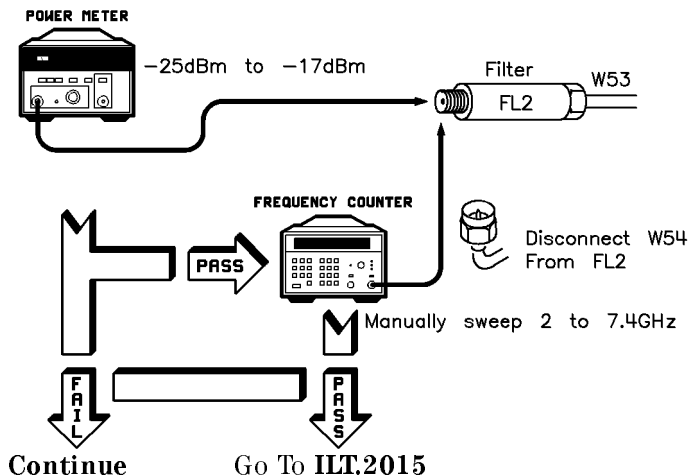 POWER METER
-25dBm to -17dBm
Filter
W53
FL2
FREQUENCY COUNTER
Disconnect W54
From FL2
PASS
Manually sweep 2 to 7.4GHz
FAIL
PASS
Continue
Go To ILT.2015